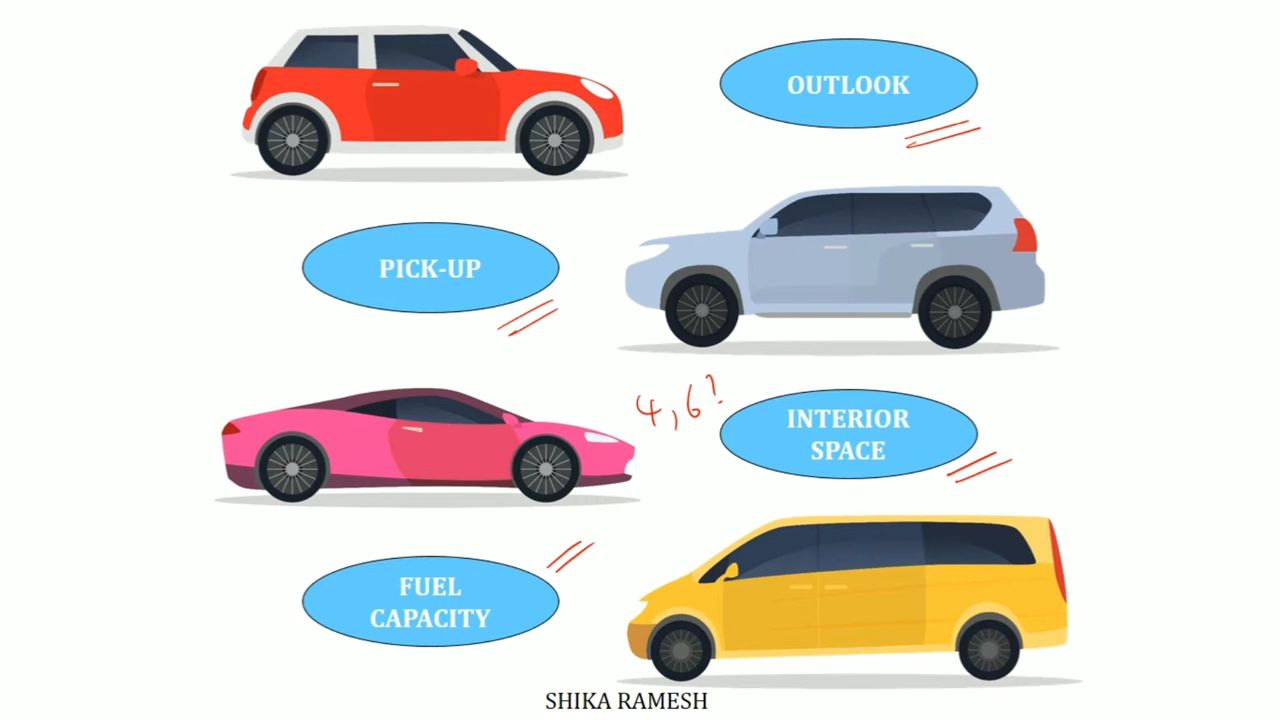 OUTLOOK
PICK-UP
4, 6?
INTERIOR
SPACE
FUEL
CAPACITY
SHIKA RAMESH